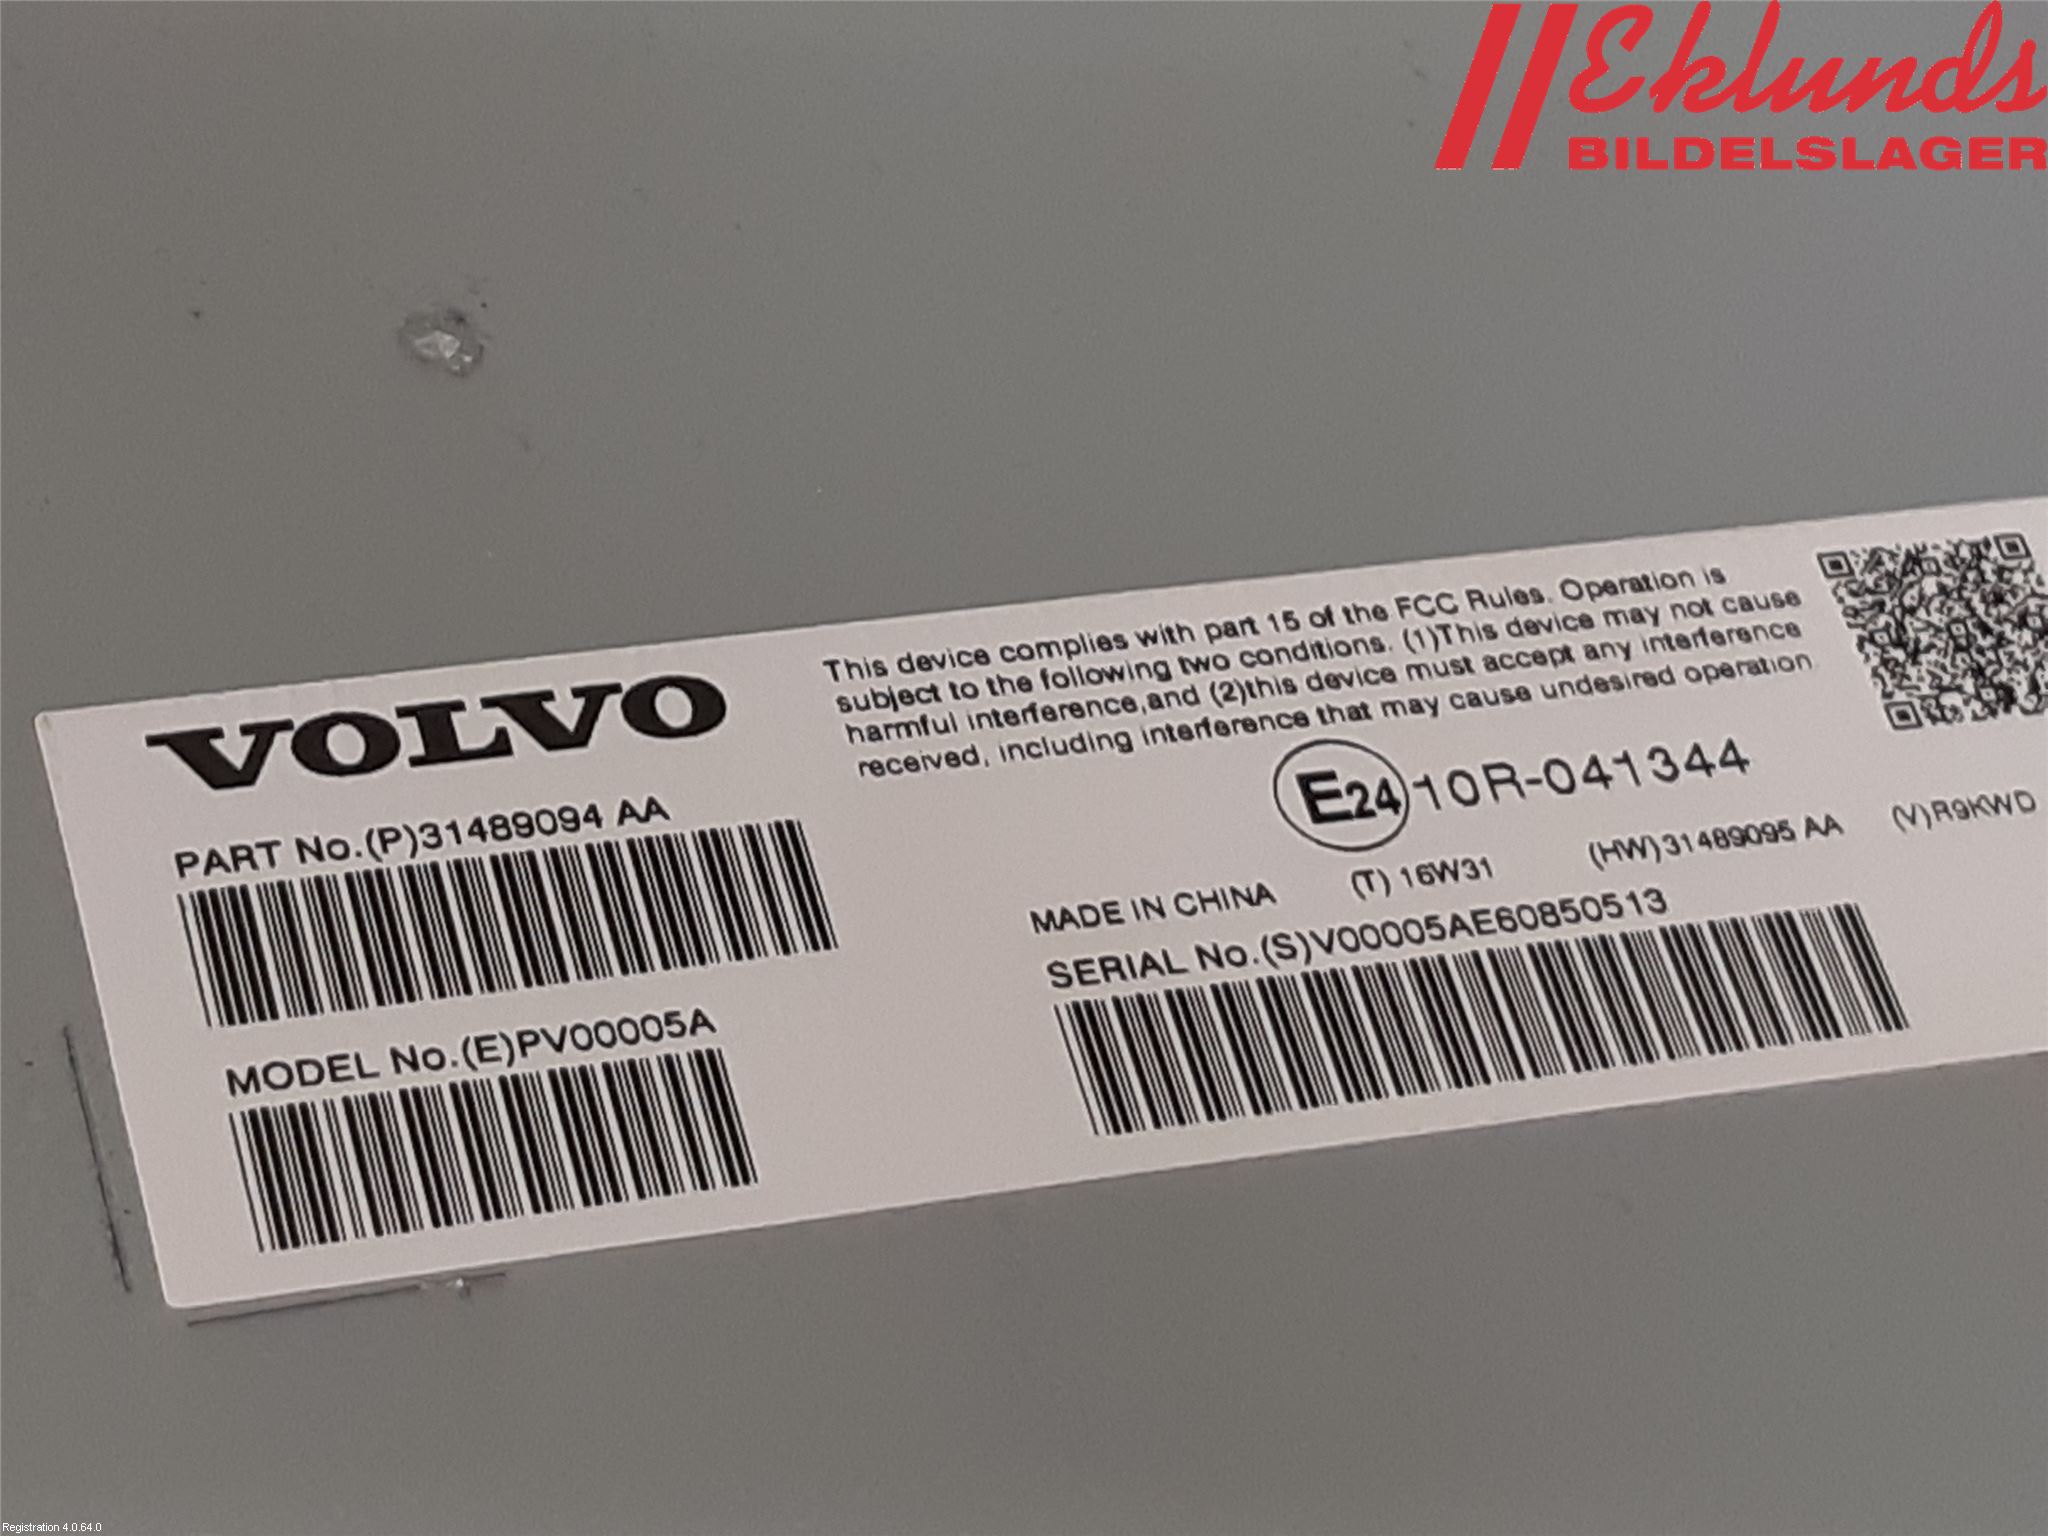 Eklunds
BILDELSLAGER
VOLVO
This device complies with part 15 of the FCC Rules. Operation is
subject to the following two conditions. (1)This device may not cause
harmful interference,and (2)this device must accept any interference
received, including interference that may cause undesired operation
E24 10R-041344
PART No.(P)31489094 AA
MADE IN CHINA (T) 16W31 (HW)31489095 AA (V)R9KWD
SERIAL No.(S)V00005AE60850513
MODEL No.(E)PV00005A
Registration 4.0.64.0